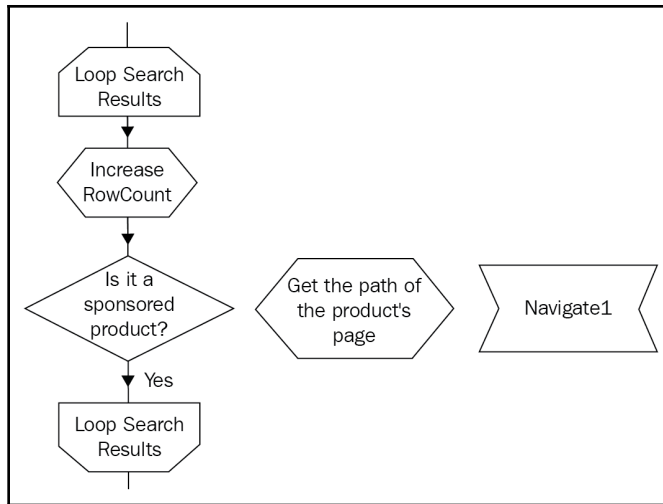 Loop Search
Results
Increase
RowCount
Is it a
sponsored
product?
Get the path of
the product's
page
Navigate1
Yes
Loop Search
Results